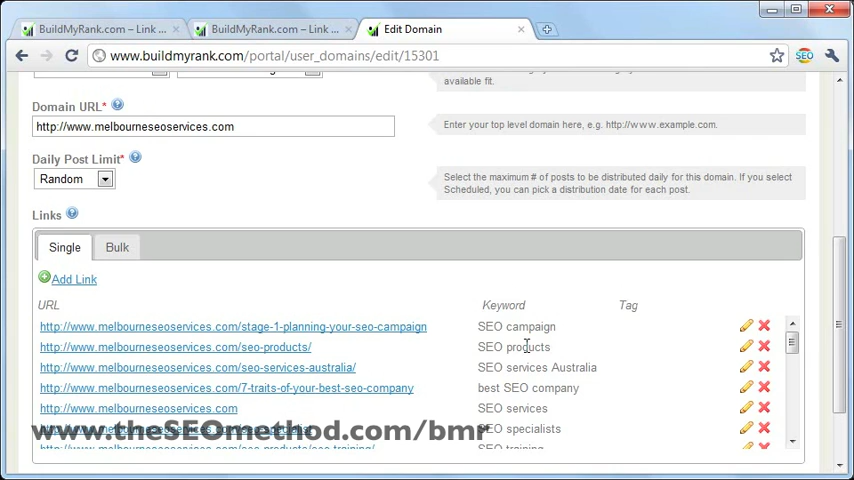 BuildMyRank.com – Link ...
BuildMyRank.com – Link ...
Edit Domain
www.buildmyrank.com/portal/user_domains/edit/15301
SEO
available fit.
Domain URL*
http://www.melbourneseoservices.com
Enter your top level domain here, e.g. http://www.example.com.
Daily Post Limit*
Random
Select the maximum # of posts to be distributed daily for this domain. If you select
Scheduled, you can pick a distribution date for each post.
Links
Single Bulk
Add Link
URL Keyword Tag
http://www.melbourneseoservices.com/stage-1-planning-your-seo-campaign SEO campaign
http://www.melbourneseoservices.com/seo-products/ SEO products
http://www.melbourneseoservices.com/seo-services-australia/ SEO services Australia
http://www.melbourneseoservices.com/7-traits-of-your-best-seo-company best SEO company
http://www.melbourneseoservices.com SEO services
SEO specialists
www.theSEOmethod.com/bmr
SEO training